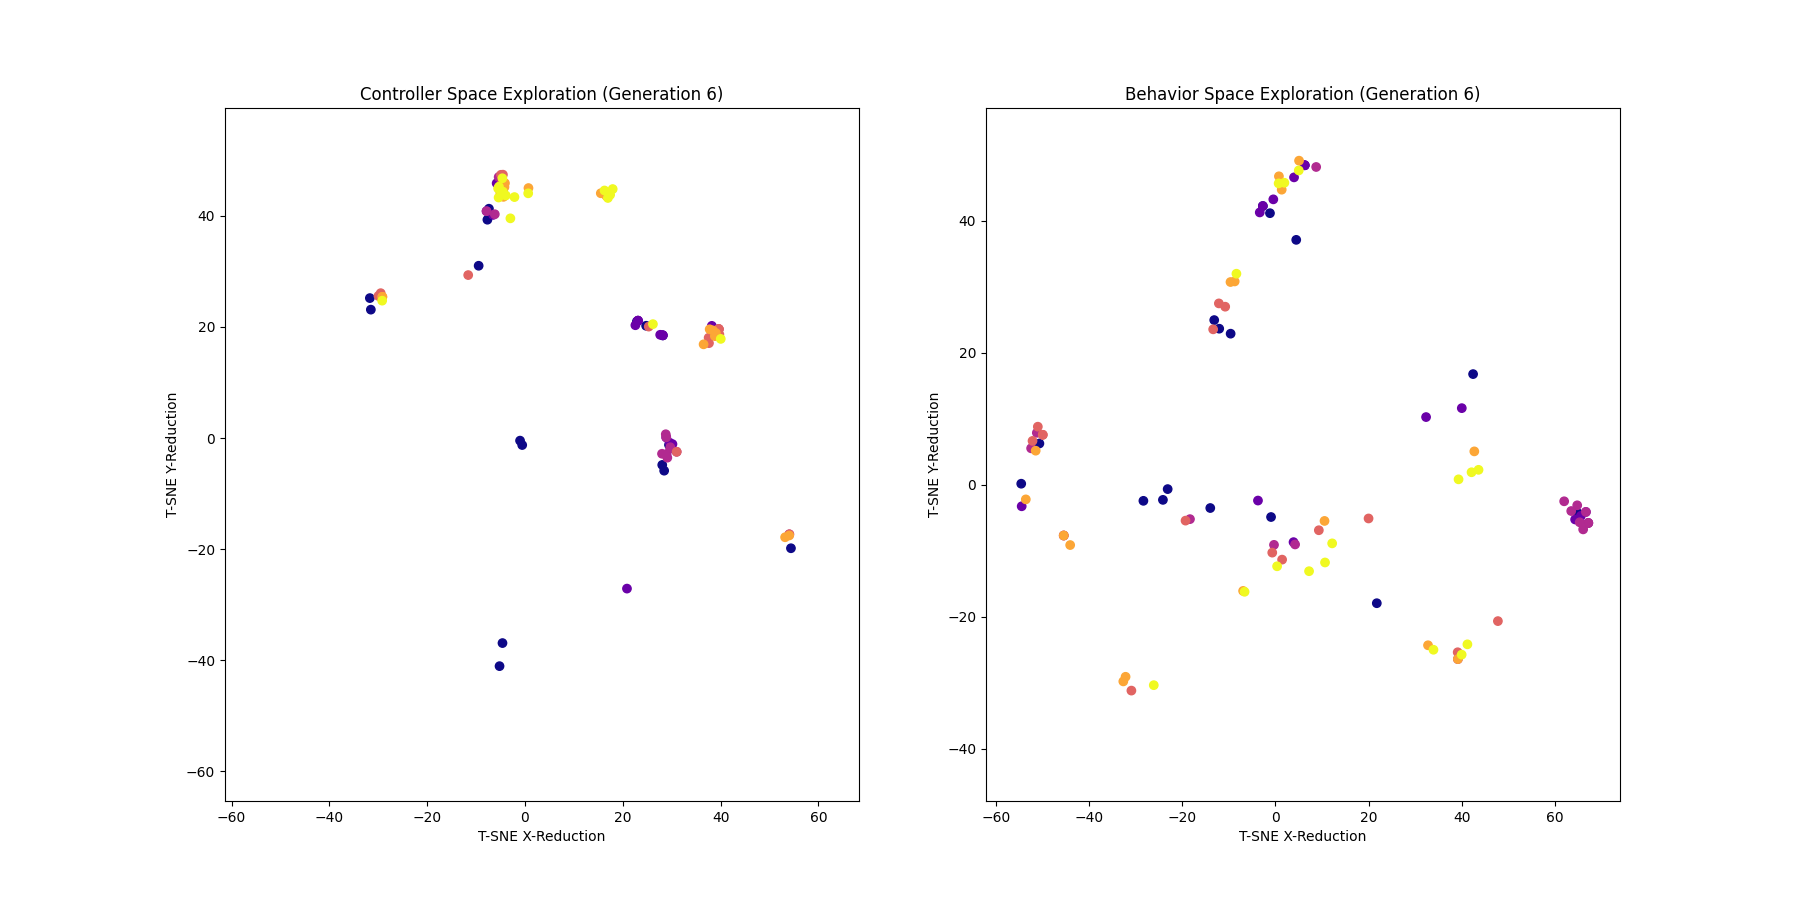 Controller Space Exploration (Generation 6)
40
20
0
−20
−40
−60
T-SNE Y-Reduction
−60 −40 −20 0 20 40 60
T-SNE X-Reduction
Behavior Space Exploration (Generation 6)
40
20
0
−20
−40
T-SNE Y-Reduction
−60 −40 −20 0 20 40 60
T-SNE X-Reduction